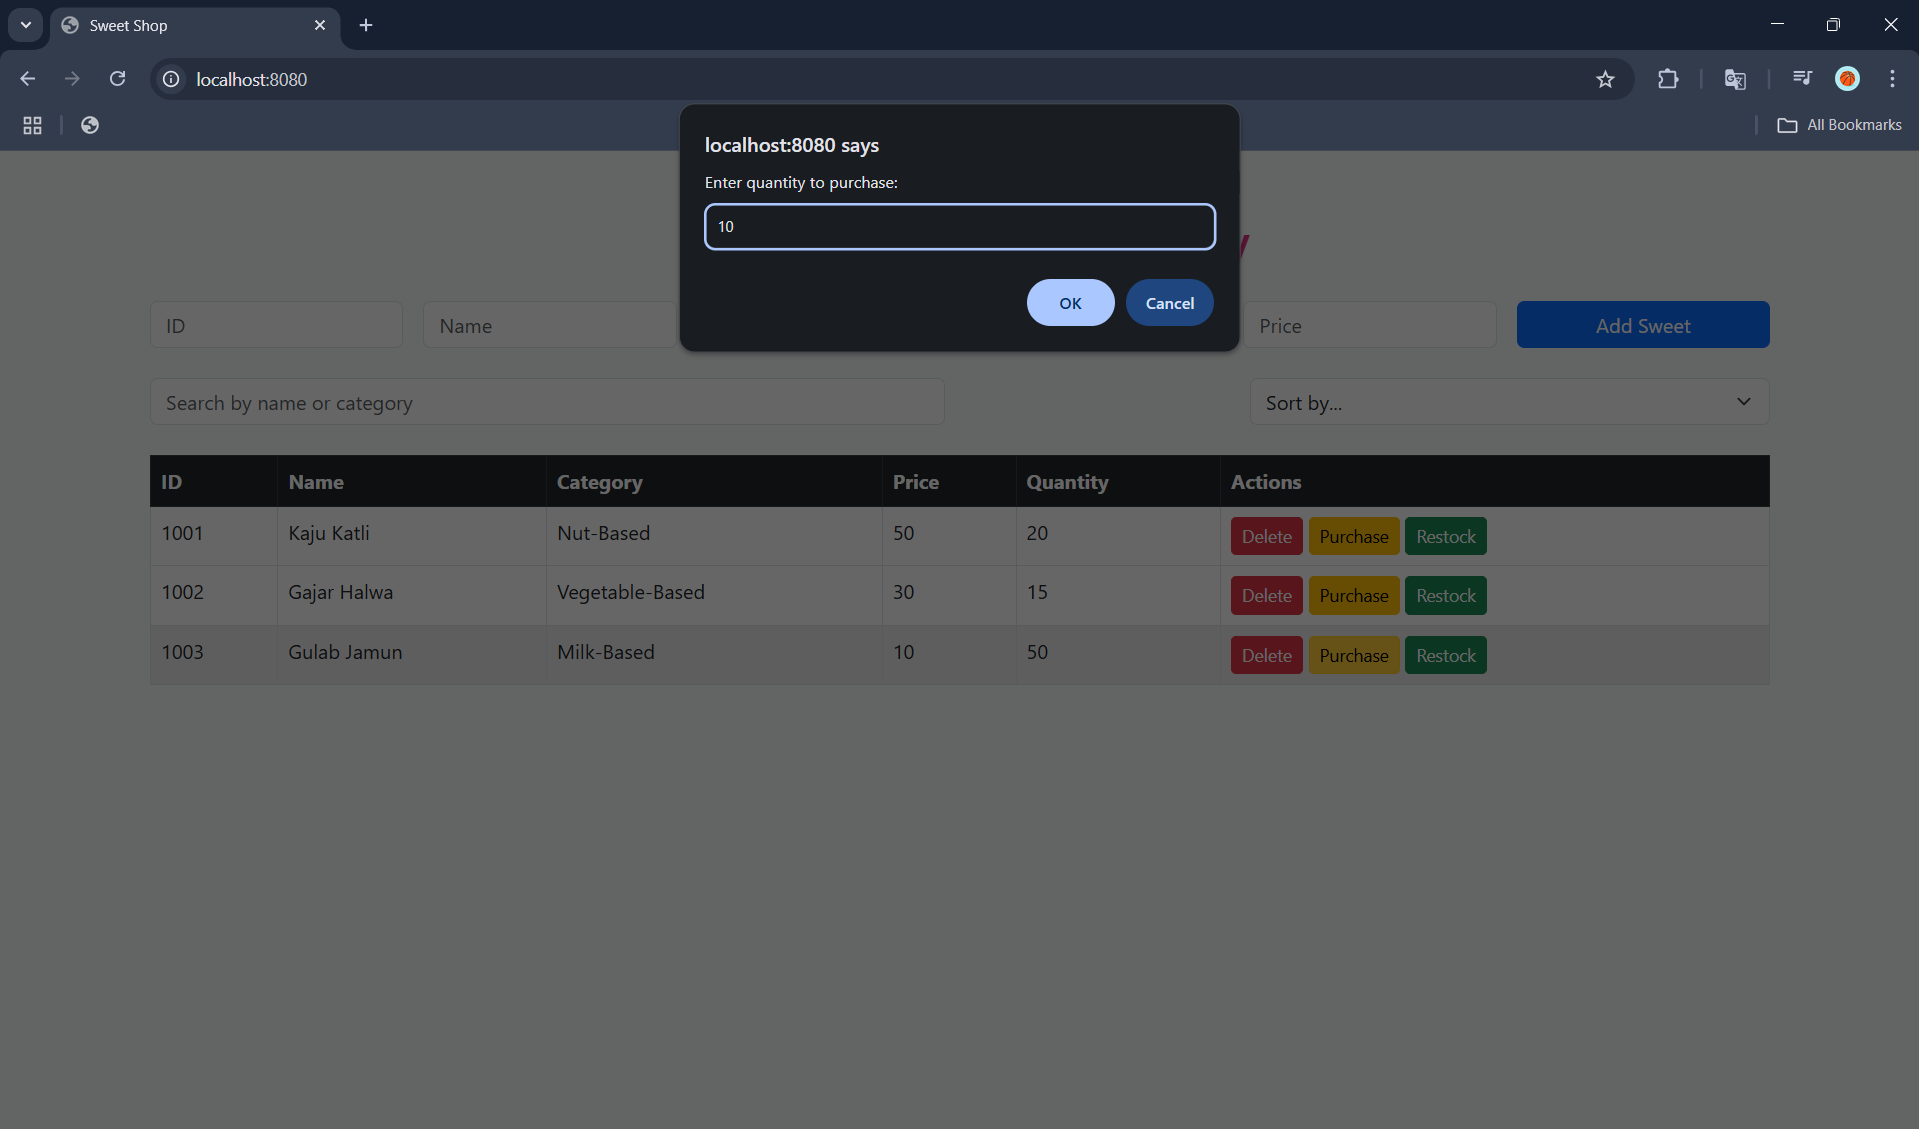 Sweet Shop
localhost:8080
All Bookmarks
localhost:8080 says
Enter quantity to purchase:
10
OK Cancel
ID Name Price Add Sweet
Search by name or category Sort by...
ID Name Category Price Quantity Actions
1001 Kaju Katli Nut-Based 50 20 Delete Purchase Restock
1002 Gajar Halwa Vegetable-Based 30 15 Delete Purchase Restock
1003 Gulab Jamun Milk-Based 10 50 Delete Purchase Restock